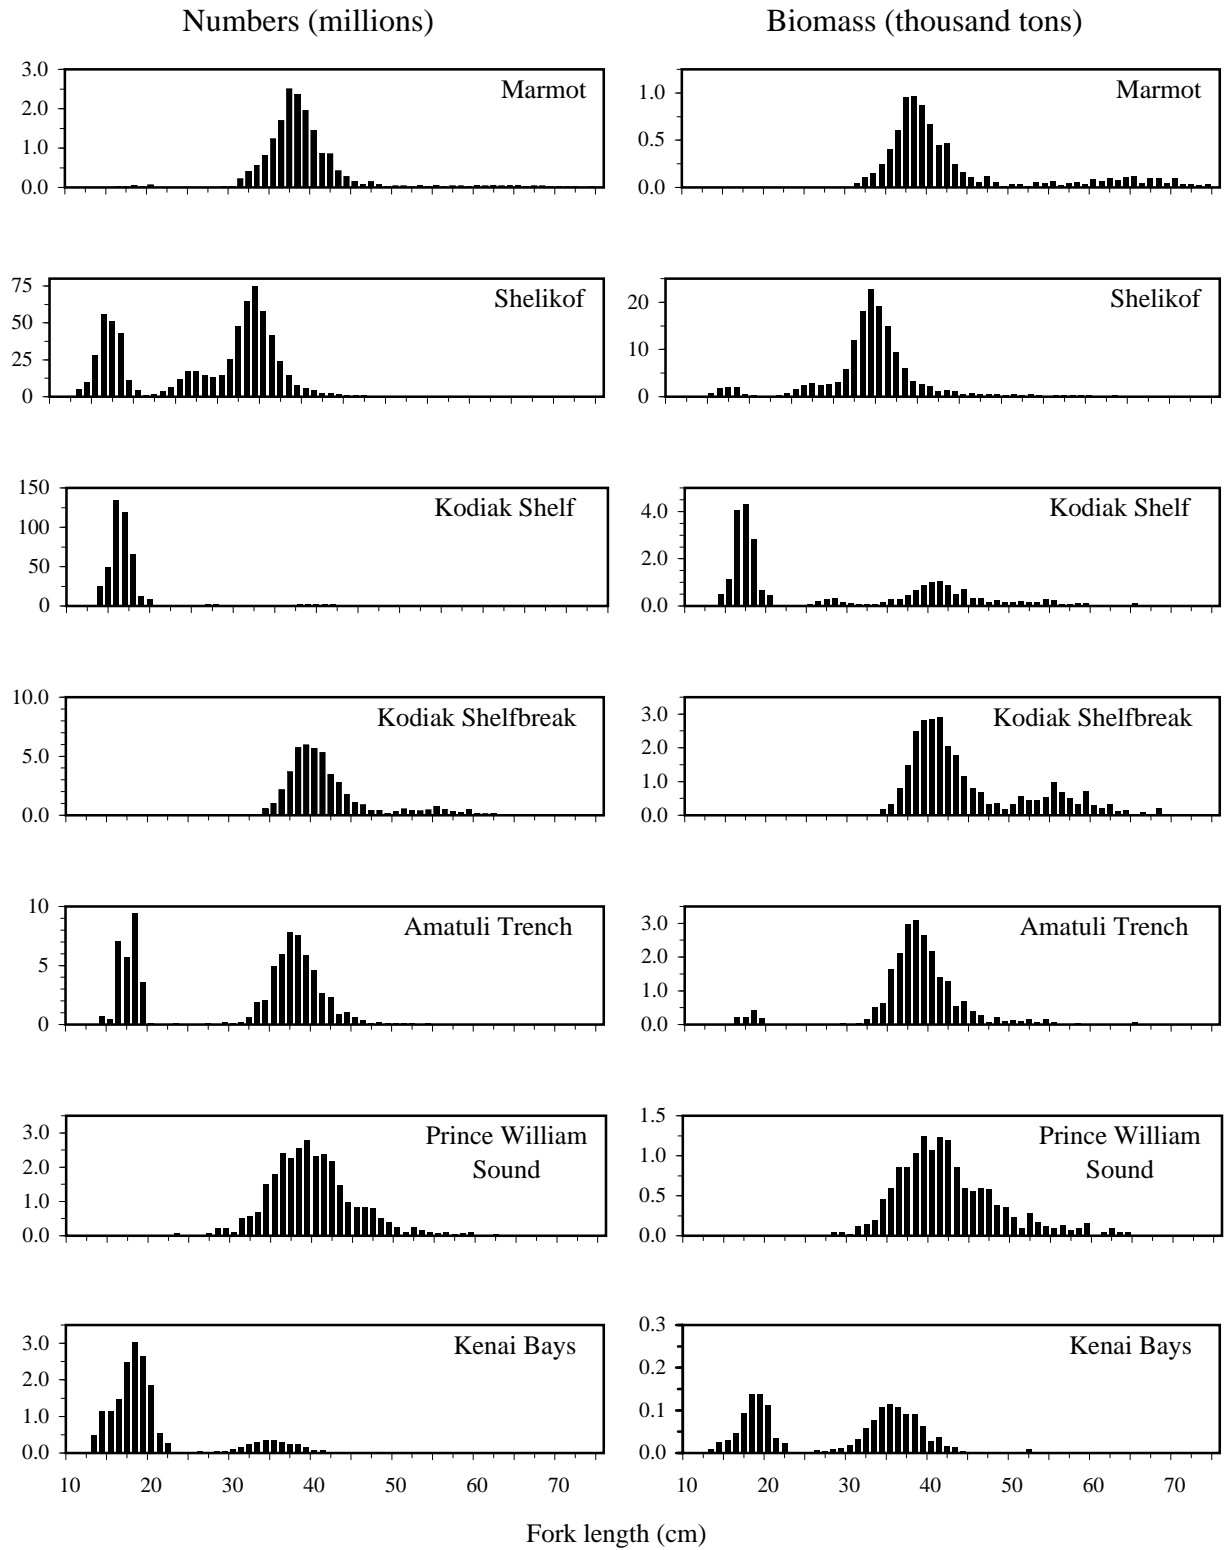 Numbers (millions)
Biomass (thousand tons)
3.0
2.0
1.0
0.0
Marmot
1.0
0.5
0.0
Marmot
75
50
25
0
Shelikof
20
10
0
Shelikof
150
100
50
0
Kodiak Shelf
4.0
2.0
0.0
Kodiak Shelf
10.0
5.0
0.0
Kodiak Shelfbreak
3.0
2.0
1.0
0.0
Kodiak Shelfbreak
10
5
0
Amatuli Trench
3.0
2.0
1.0
0.0
Amatuli Trench
3.0
2.0
1.0
0.0
Prince William
Sound
1.5
1.0
0.5
0.0
Prince William
Sound
3.0
2.0
1.0
0.0
Kenai Bays
0.3
0.2
0.1
0.0
Kenai Bays
10 20 30 40 50 60 70
10 20 30 40 50 60 70
Fork length (cm)